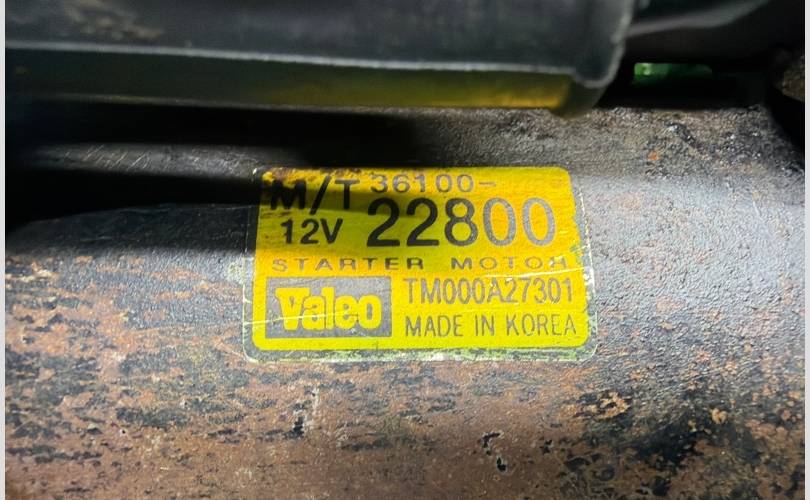 M/T 36100-
12V 22800
STARTER MOTOR
Valeo TM000A27301
MADE IN KOREA